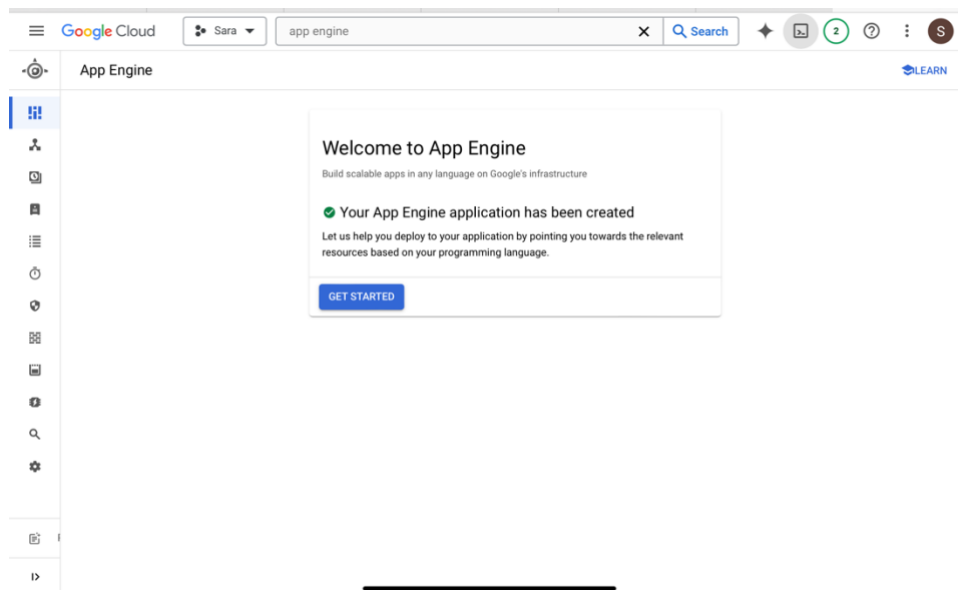 Google Cloud
Sara
app engine
Search
2
S
App Engine
LEARN
Welcome to App Engine
Build scalable apps in any language on Google's infrastructure
Your App Engine application has been created
Let us help you deploy to your application by pointing you towards the relevant
resources based on your programming language.
GET STARTED